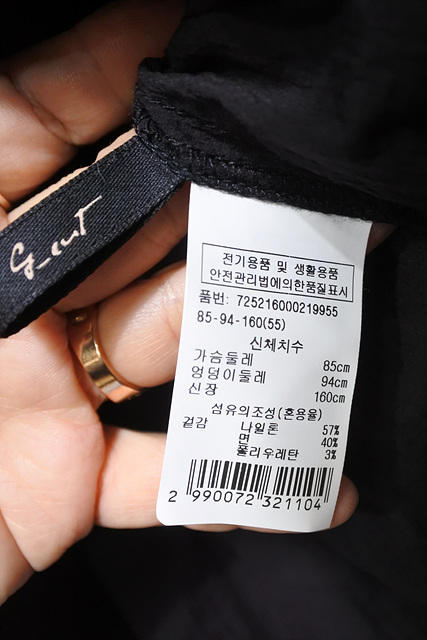 G_cut
전기용품 및 생활용품
안전관리법에의한품질표시
품번: 725216000219955
85-94-160(55)
신체치수
가슴둘레 85cm
엉덩이둘레 94cm
신장 160cm
섬유의조성(혼용율)
겉감 나일론 57%
면 40%
폴리우레탄 3%
2 990072 321104